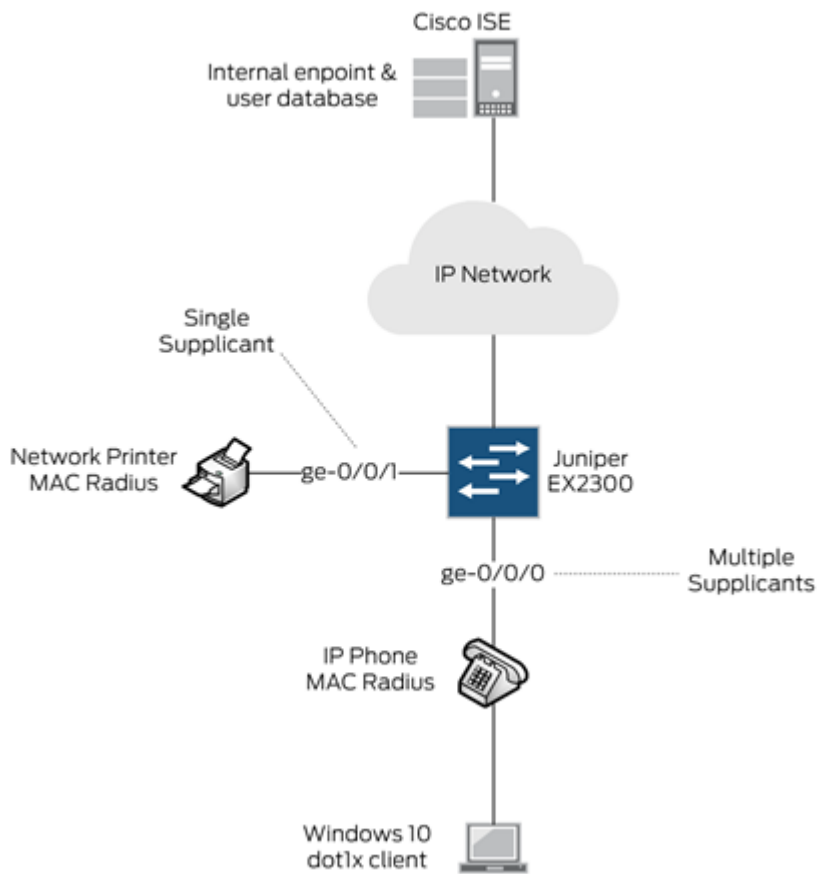 Cisco ISE
Internal enpoint &
user database
IP Network
Single
Supplicant
Network Printer
MAC Radius
ge-0/0/1
Juniper
EX2300
ge-0/0/0
Multiple
Supplicants
IP Phone
MAC Radius
Windows 10
dot1x client